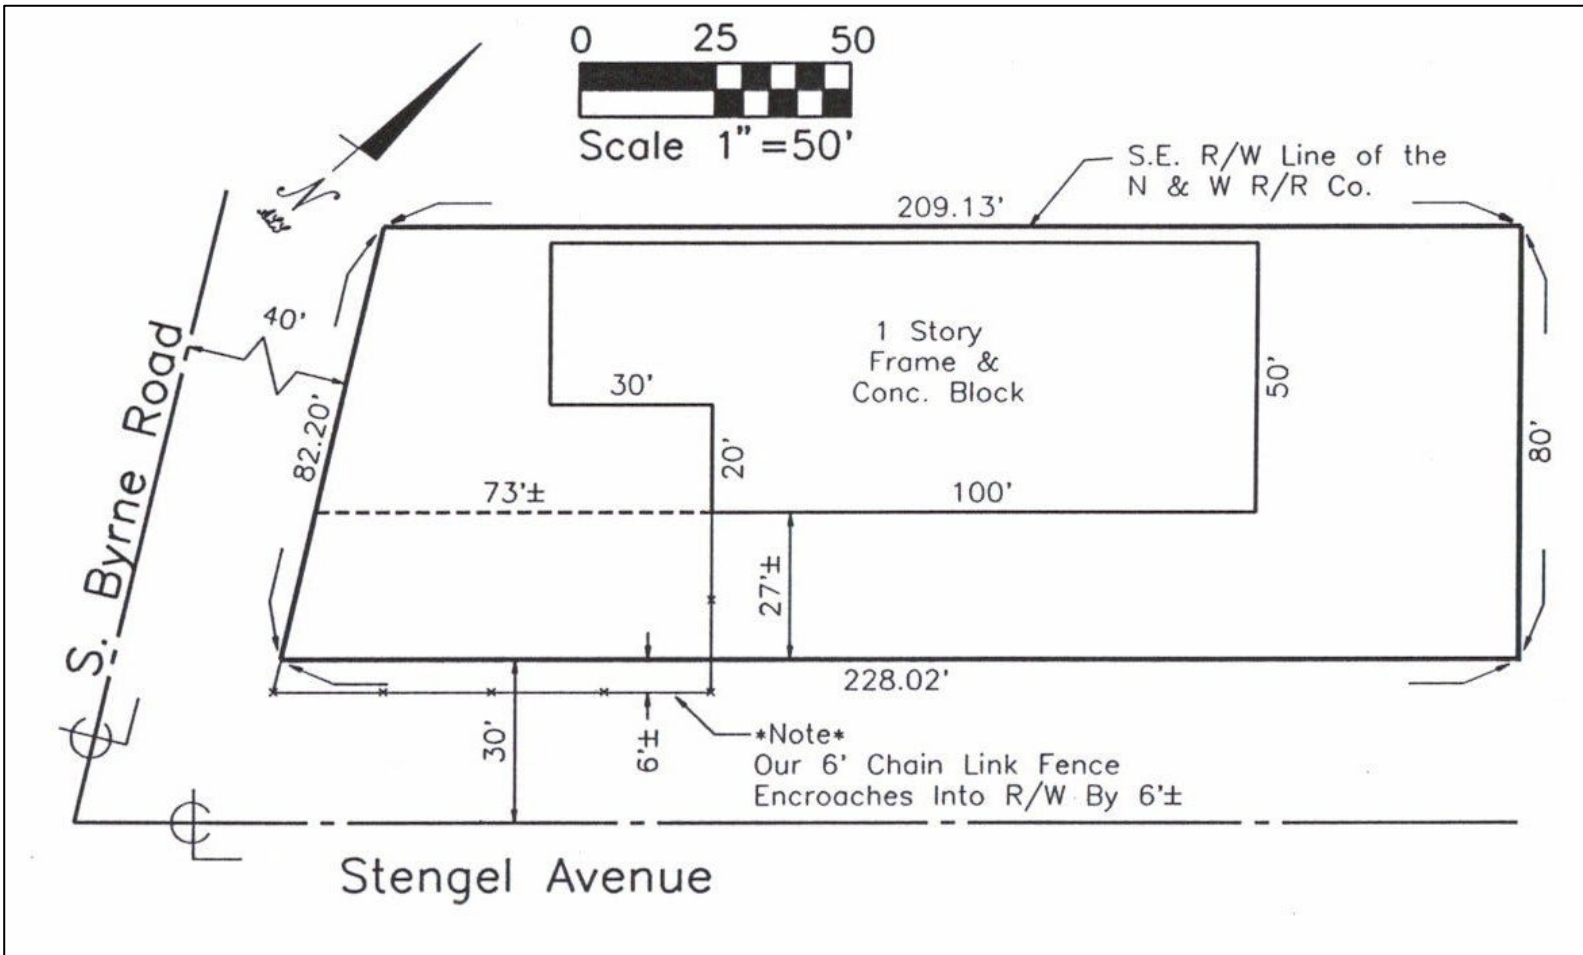 0 25 50
Scale 1"=50'
N
S.E. R/W Line of the
N & W R/R Co.
209.13'
40'
S. Byrne Road
82.20'
1 Story
Frame &
Conc. Block
30'
50'
20'
80'
73'±
100'
27'±
228.02'
30'
6'±
*Note*
Our 6' Chain Link Fence
Encroaches Into R/W By 6'±
Stengel Avenue